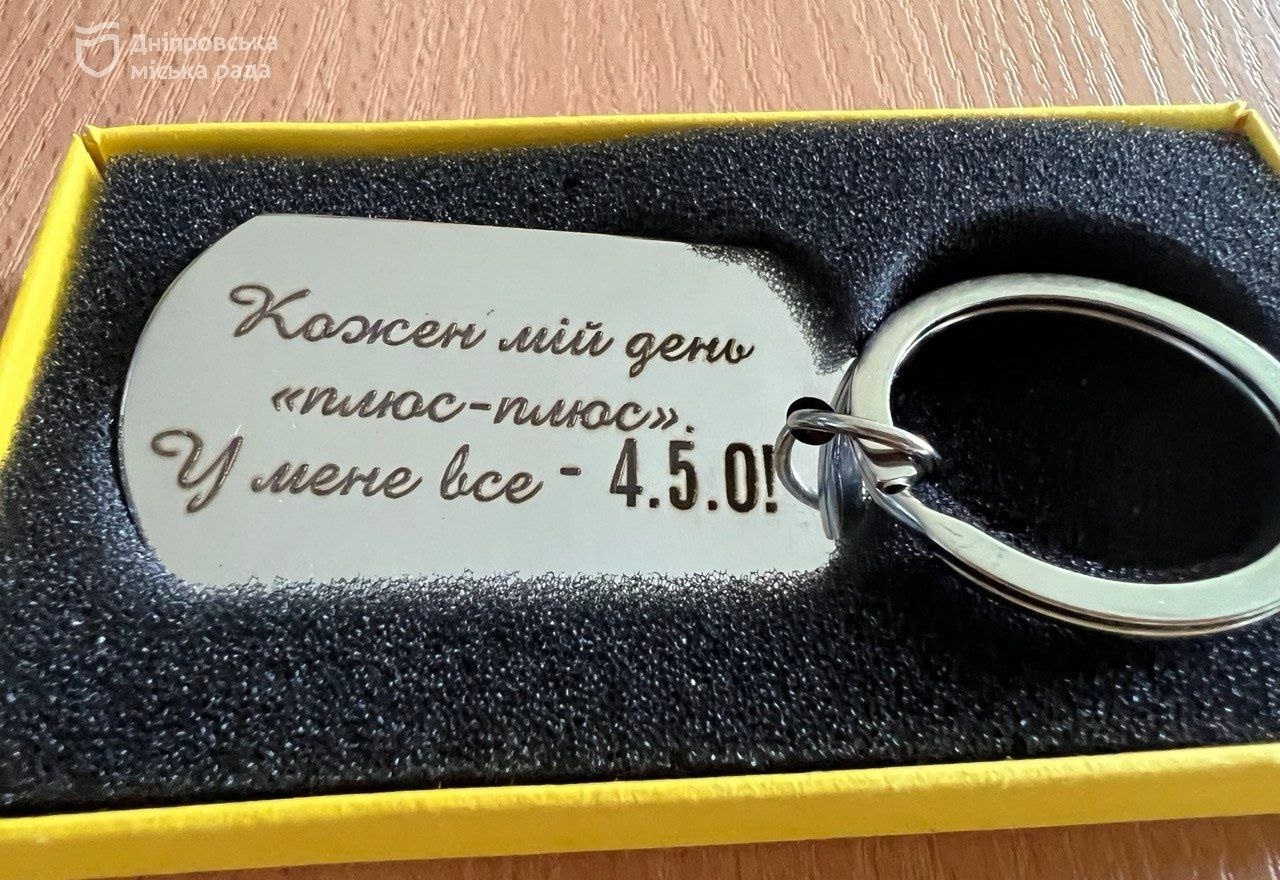 Дніпровська
міська рада
Кожен мій день
«плюс-плюс».
У мене все - 4.5.0!